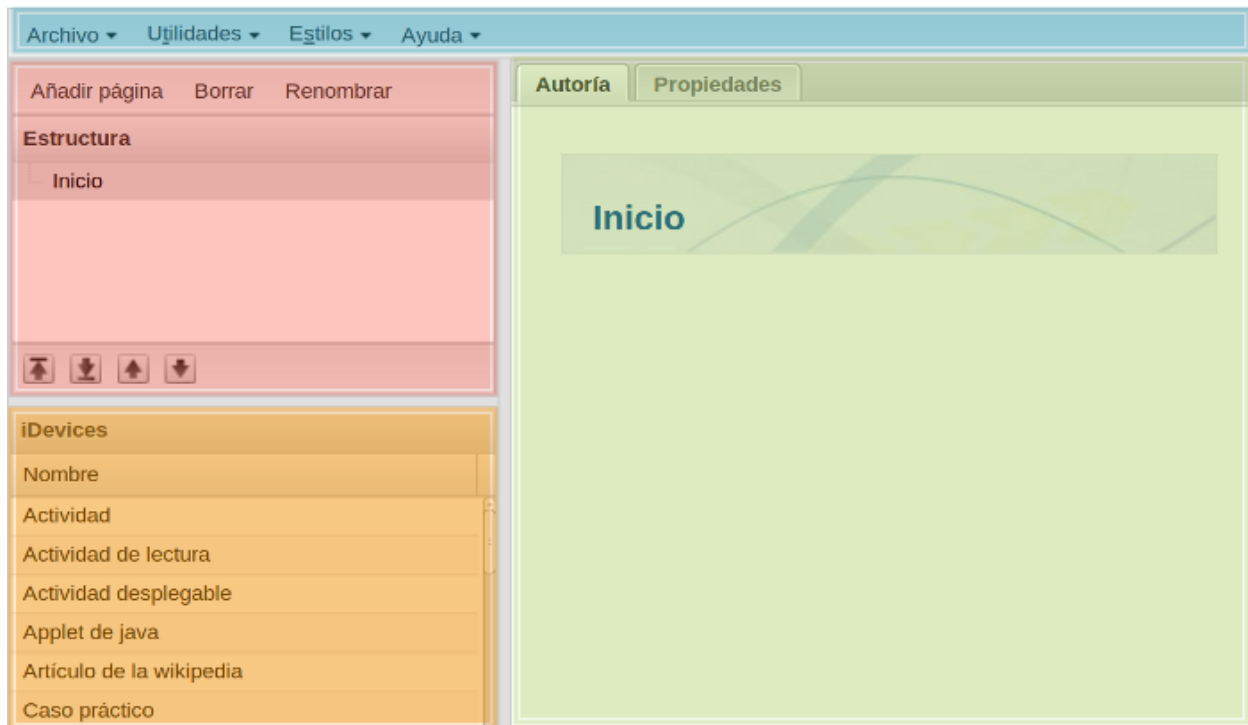 Archivo Utilidades Estilos Ayuda
Añadir página Borrar Renombrar
Estructura
Inicio
iDevices
Nombre
Actividad
Actividad de lectura
Actividad desplegable
Applet de java
Artículo de la wikipedia
Caso práctico
Autoría Propiedades
Inicio